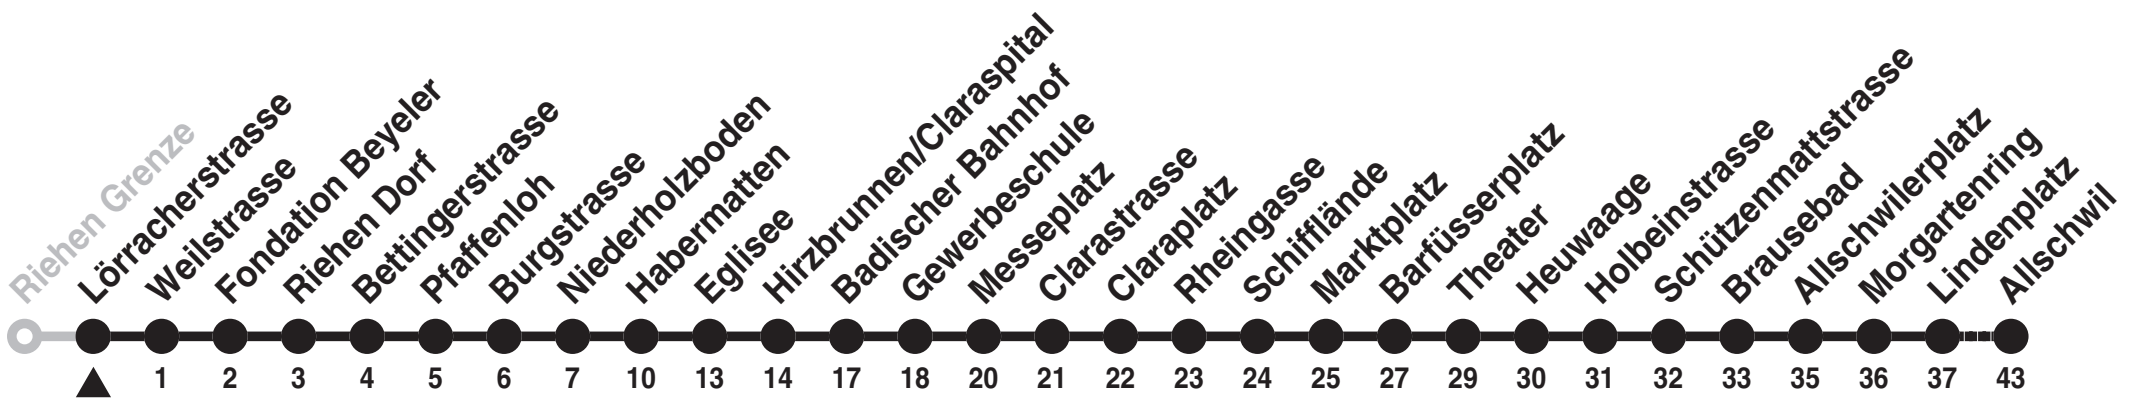 Riehen Grenze
Lörracherstrasse
Weilstrasse
Fondation Beyeler
Riehen Dorf
Bettingerstrasse
Pfaffenloh
Burgstrasse
Niederholzboden
Habermatten
Eglisee
Hirzbrunnen/Claraspital
Badischer Bahnhof
Gewerbeschule
Messeplatz
Clarastrasse
Claraplatz
Rheingasse
Schifflände
Marktplatz
Barfüsserplatz
Theater
Heuwaage
Holbeinstrasse
Schützenmattstrasse
Brausebad
Allschwilerplatz
Morgartenring
Lindenplatz
Allschwil
1 2 3 4 5 6 7 10 13 14 17 18 20 21 22 23 24 25 27 29 30 31 32 33 35 36 37 43